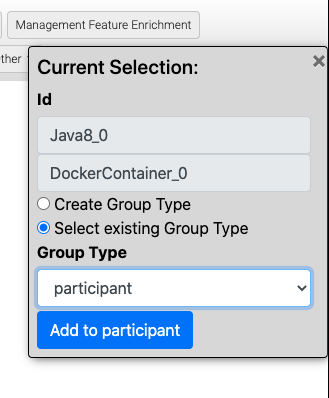 Management Feature Enrichment
ther
Current Selection:
Id
Java8_0
DockerContainer_0
Create Group Type
Select existing Group Type
Group Type
participant
Add to participant